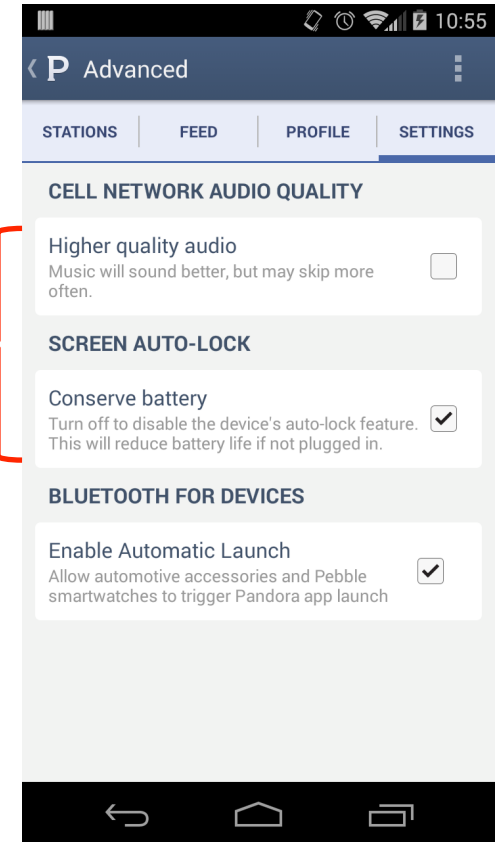 10:55
P Advanced
STATIONS FEED PROFILE SETTINGS
CELL NETWORK AUDIO QUALITY
Higher quality audio
Music will sound better, but may skip more
often.
SCREEN AUTO-LOCK
Conserve battery
Turn off to disable the device's auto-lock feature.
This will reduce battery life if not plugged in.
BLUETOOTH FOR DEVICES
Enable Automatic Launch
Allow automotive accessories and Pebble
smartwatches to trigger Pandora app launch